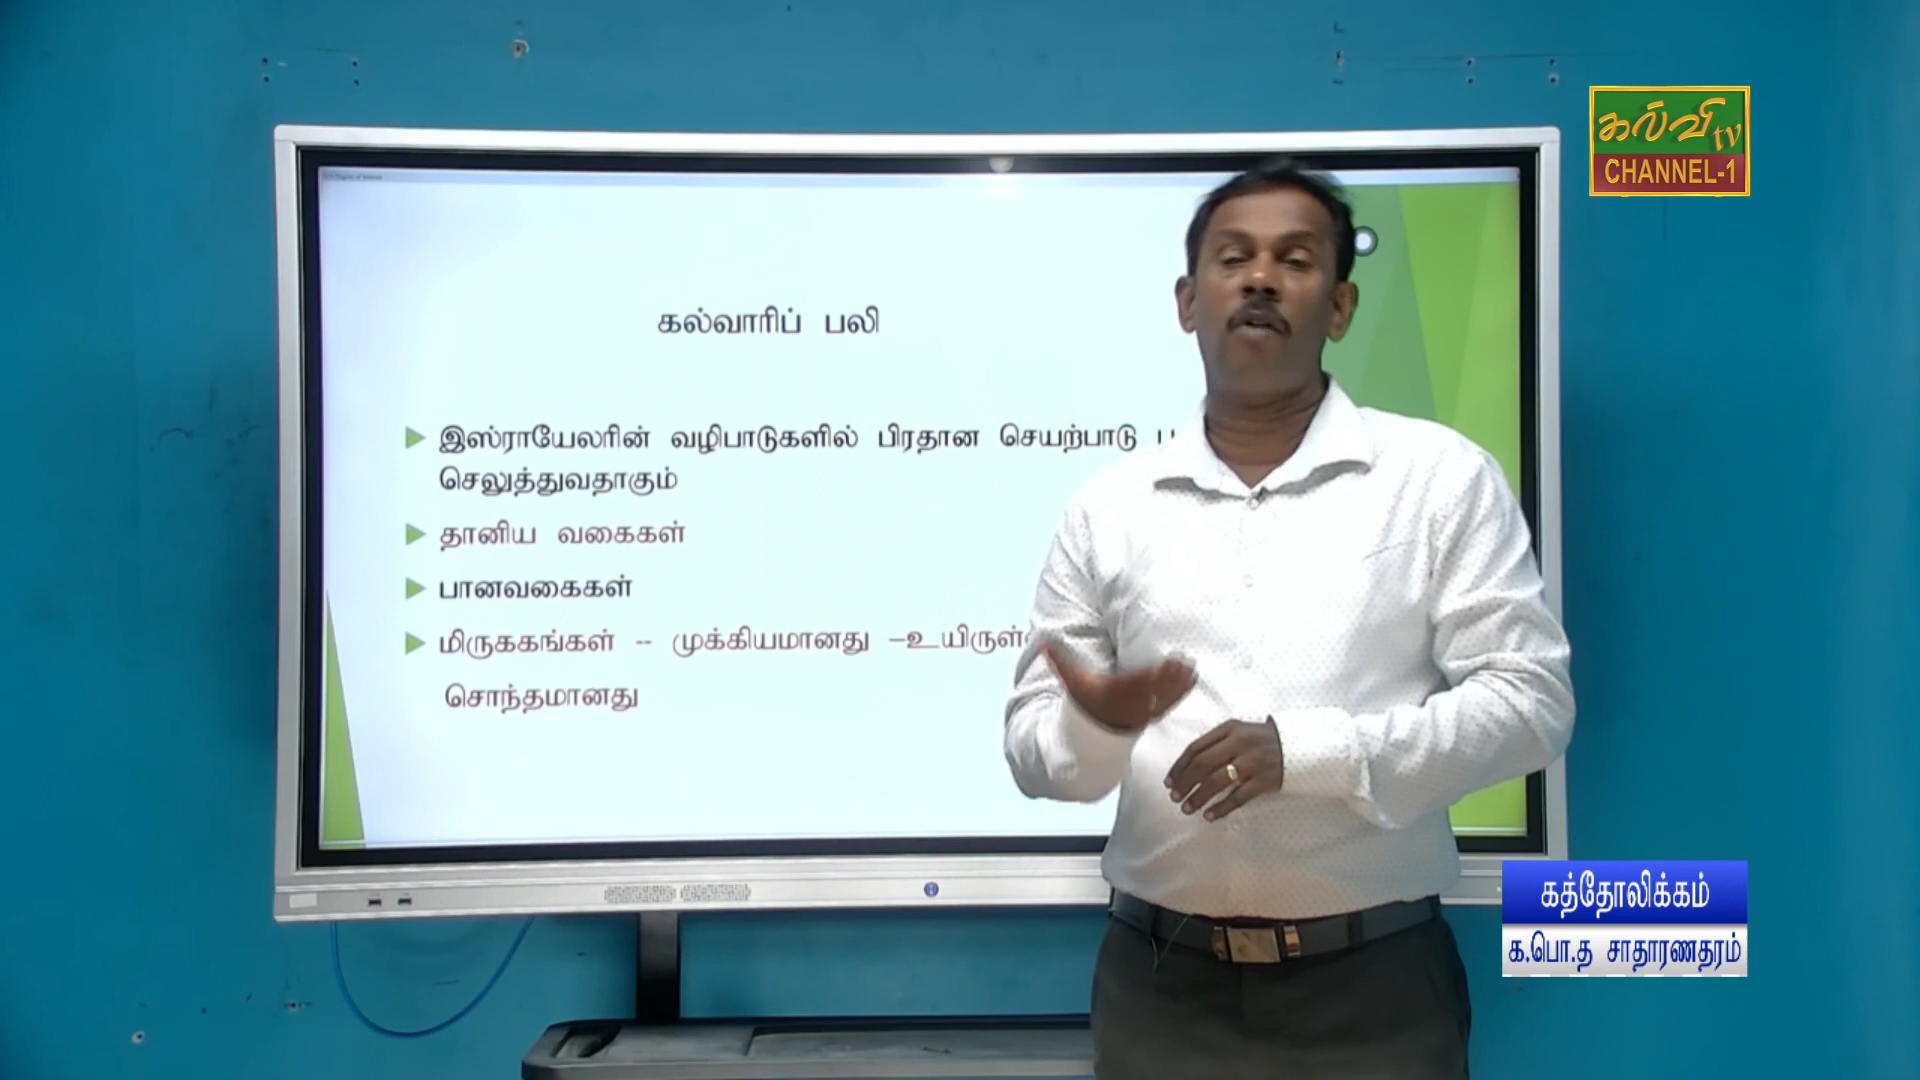 கல்வி tv
CHANNEL-1
கல்வாரிப் பலி
இஸ்ராயேலரின் வழிபாடுகளில் பிரதான செயற்பாடு
செலுத்துவதாகும்
தானிய வகைகள்
பானவகைகள்
மிருககங்கள் -- முக்கியமானது –
சொந்தமானது
கத்தோலிக்கம்
க.பொ.த சாதாரணதரம்